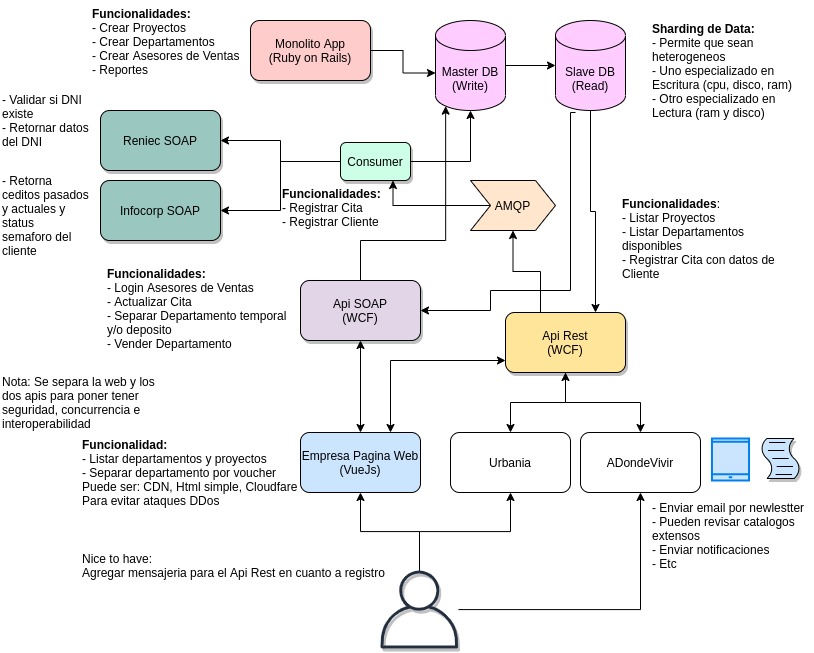 Funcionalidades:
- Crear Proyectos
- Crear Departamentos
- Crear Asesores de Ventas
- Reportes
Monolito App
(Ruby on Rails)
Master DB
(Write)
Slave DB
(Read)
Sharding de Data:
- Permite que sean
heterogeneos
- Uno especializado en
Escritura (cpu, disco, ram)
- Otro especializado en
Lectura (ram y disco)
- Validar si DNI
existe
- Retornar datos
del DNI
Reniec SOAP
Consumer
- Retorna
ceditos pasados
y actuales y
status
semaforo del
cliente
Infocorp SOAP
Funcionalidades:
- Registrar Cita
- Registrar Cliente
AMQP
Funcionalidades:
- Listar Proyectos
- Listar Departamentos
disponibles
- Registrar Cita con datos de
Cliente
Funcionalidades:
- Login Asesores de Ventas
- Actualizar Cita
- Separar Departamento temporal
y/o deposito
- Vender Departamento
Api SOAP
(WCF)
Api Rest
(WCF)
Nota: Se separa la web y los
dos apis para poner tener
seguridad, concurrencia e
interoperabilidad
Funcionalidad:
- Listar departamentos y proyectos
- Separar departamento por voucher
Puede ser: CDN, Html simple, Cloudfare
Para evitar ataques DDos
Empresa Pagina Web
(VueJs)
Urbania
ADondeVivir
- Enviar email por newlestter
- Pueden revisar catalogos
extensos
- Enviar notificaciones
- Etc
Nice to have:
Agregar mensajeria para el Api Rest en cuanto a registro